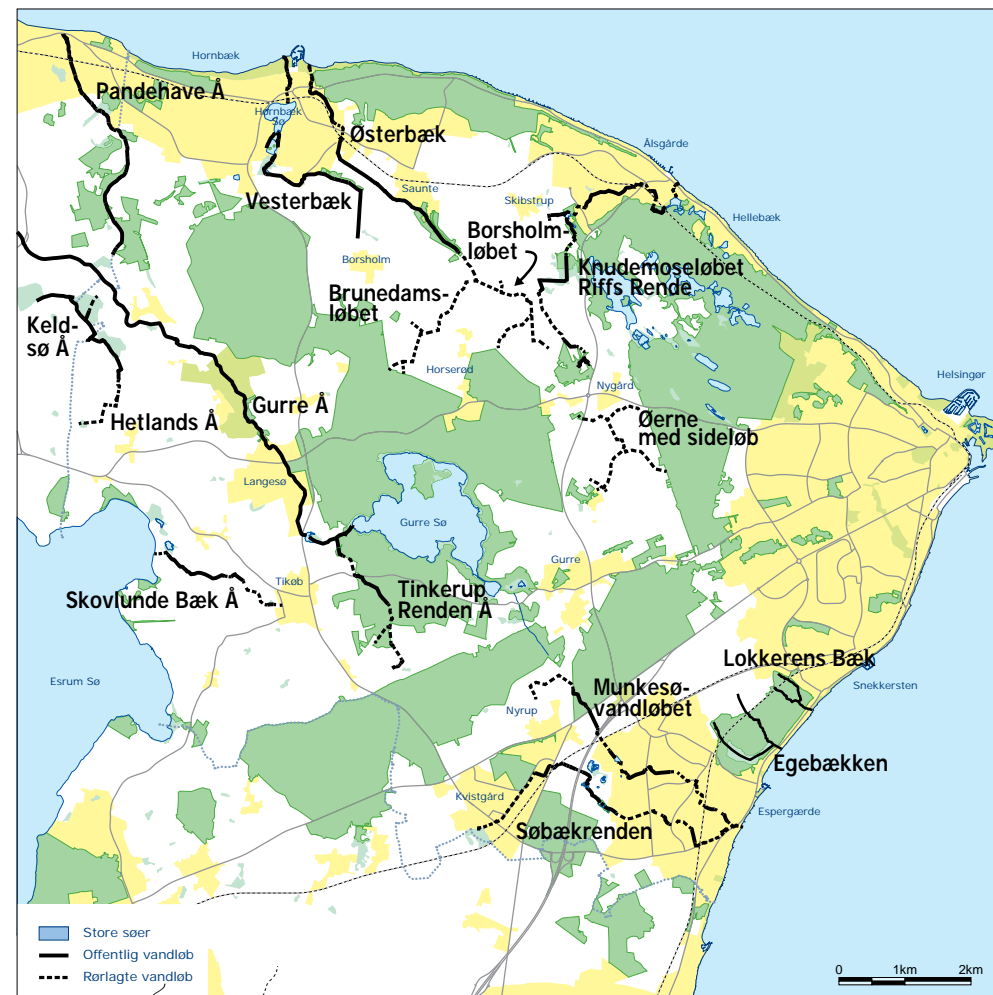 Hornbæk
Pandehave Å
Hornbæk
Sø
Østerbæk
Ålsgårde
Saunte
Vesterbæk
Skibstrup
Hellebæk
Borsholm-
løbet
Borsholm
Knudemoseløbet
Riffs Rende
Brunedams-
løbet
Keld-
sø Å
Horserød
Nygård
Helsingør
Hetlands Å
Gurre Å
Øerne
med sideløb
Langesø
Gurre Sø
Gurre
Tikøb
Skovlunde Bæk Å
Tinkerup
Renden Å
Lokkerens Bæk
Esrum Sø
Snekkersten
Munkesø-
vandløbet
Nyrup
Egebækken
Kvistgård
Espergærde
Søbækrenden
Store søer
Offentlig vandløb
Rørlagte vandløb
0 1km 2km